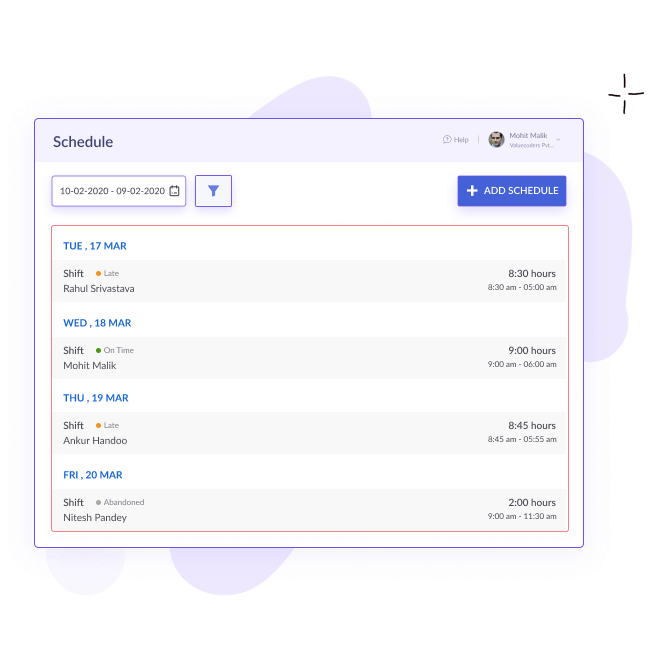 Schedule
Help
Mohit Malik
Valuecoders Pvt...
10-02-2020 - 09-02-2020
ADD SCHEDULE
TUE , 17 MAR
Shift Late 8:30 hours
Rahul Srivastava 8:30 am - 05:00 am
WED , 18 MAR
Shift On Time 9:00 hours
Mohit Malik 9:00 am - 06:00 am
THU , 19 MAR
Shift Late 8:45 hours
Ankur Handoo 8:45 am - 05:55 am
FRI , 20 MAR
Shift Abandoned 2:00 hours
Nitesh Pandey 9:00 am - 11:30 am